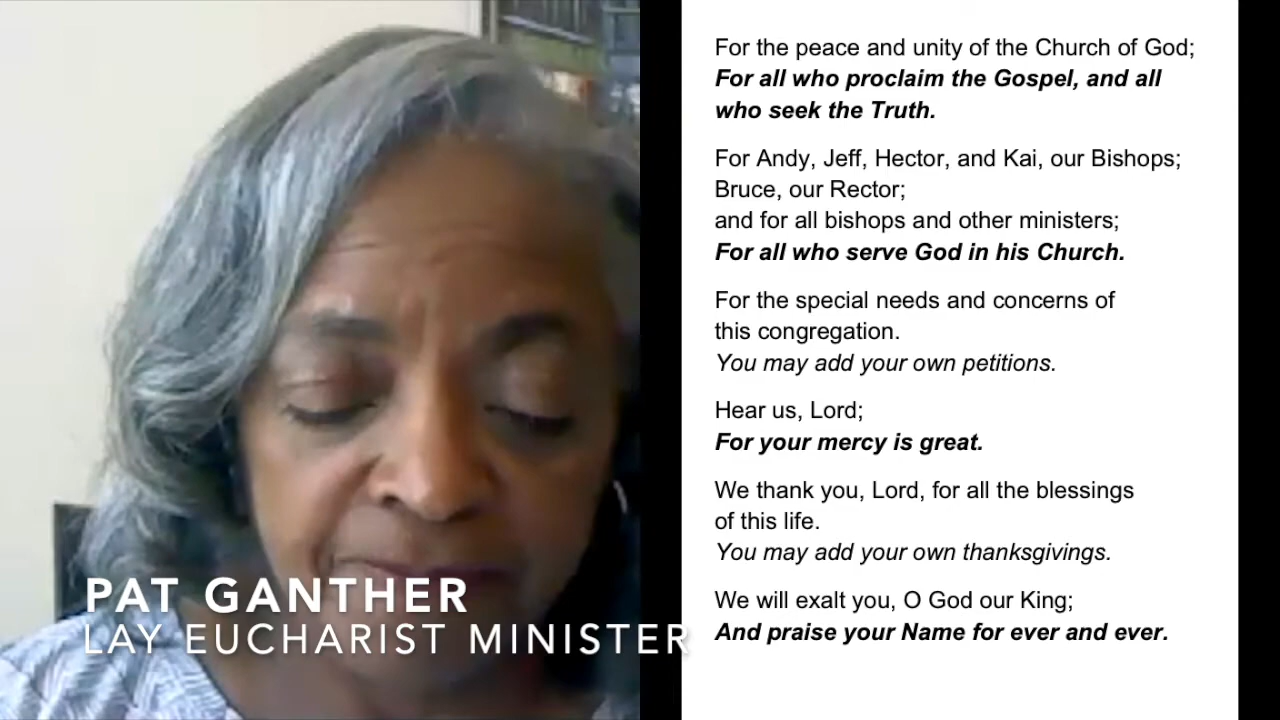 For the peace and unity of the Church of God;
For all who proclaim the Gospel, and all
who seek the Truth.
For Andy, Jeff, Hector, and Kai, our Bishops;
Bruce, our Rector;
and for all bishops and other ministers;
For all who serve God in his Church.
For the special needs and concerns of
this congregation.
You may add your own petitions.
Hear us, Lord;
For your mercy is great.
We thank you, Lord, for all the blessings
of this life.
You may add your own thanksgivings.
We will exalt you, O God our King;
And praise your Name for ever and ever.
PAT GANTHER
LAY EUCHARIST MINISTER